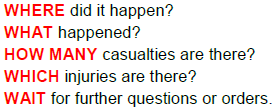 WHERE did it happen?
WHAT happened?
HOW MANY casualties are there?
WHICH injuries are there?
WAIT for further questions or orders.